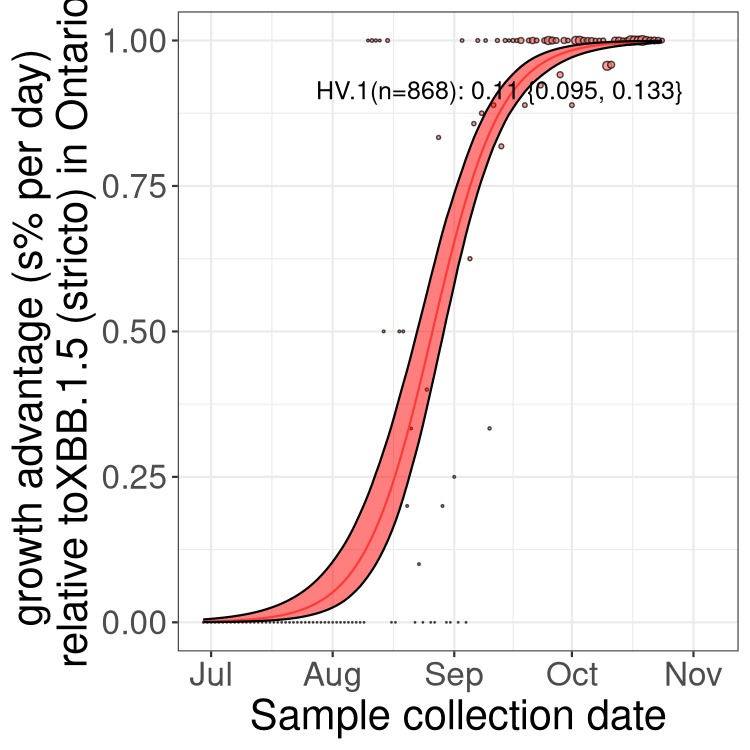 growth advantage (s% per day)
relative toXBB.1.5 (stricto) in Ontario
1.00
0.75
0.50
0.25
0.00
HV.1(n=868): 0.11 {0.095, 0.133}
Jul Aug Sep Oct Nov
Sample collection date